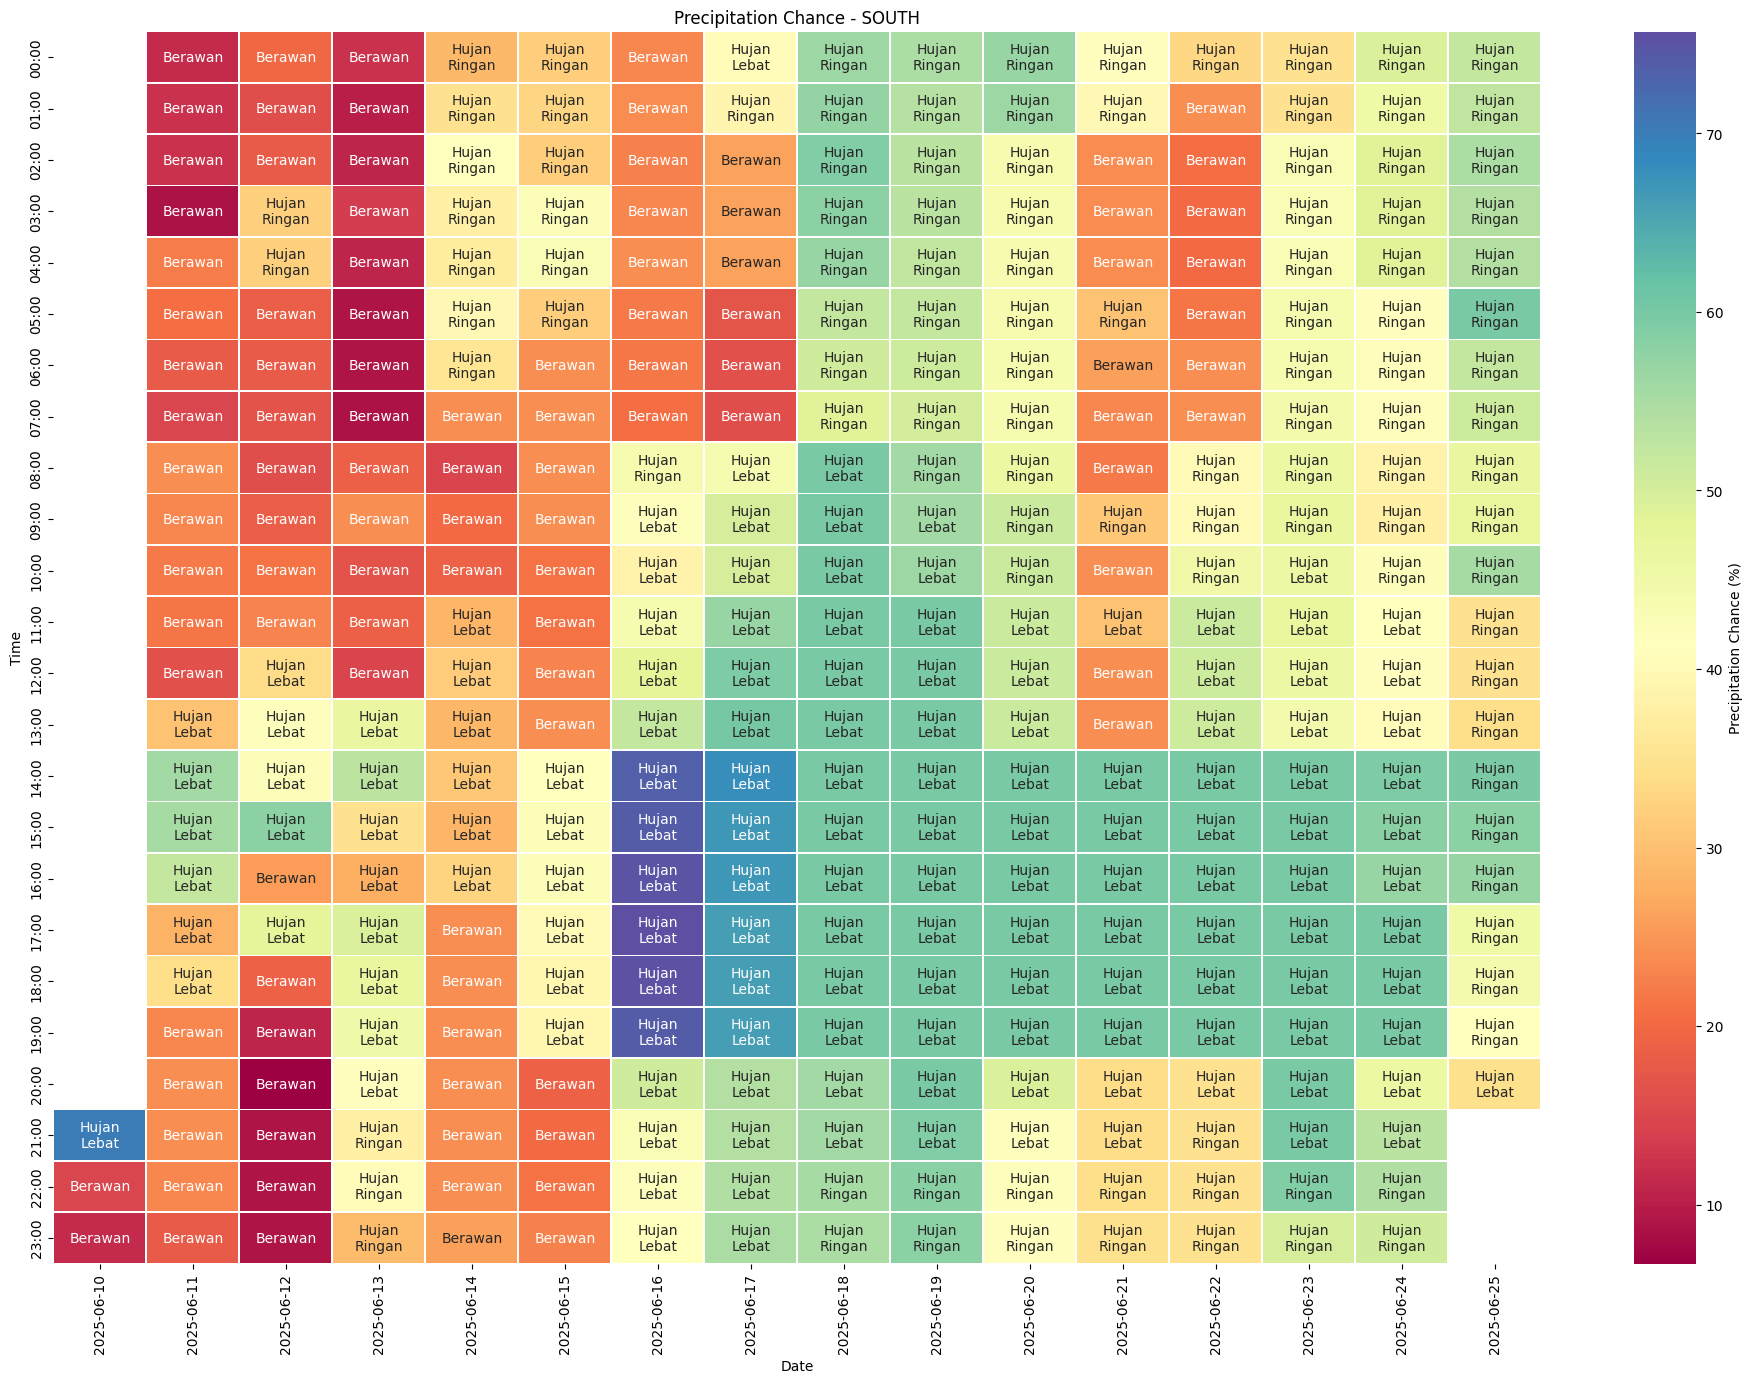 Precipitation Chance - SOUTH
00:00 Berawan Berawan Berawan Hujan Ringan Hujan Ringan Berawan Hujan Lebat Hujan Ringan Hujan Ringan Hujan Ringan Hujan Ringan Hujan Ringan Hujan Ringan Hujan Ringan Hujan Ringan
01:00 Berawan Berawan Berawan Hujan Ringan Hujan Ringan Berawan Hujan Ringan Hujan Ringan Hujan Ringan Hujan Ringan Hujan Ringan Berawan Hujan Ringan Hujan Ringan Hujan Ringan
02:00 Berawan Berawan Berawan Hujan Ringan Hujan Ringan Berawan Berawan Hujan Ringan Hujan Ringan Hujan Ringan Berawan Berawan Hujan Ringan Hujan Ringan Hujan Ringan
03:00 Berawan Hujan Ringan Berawan Hujan Ringan Hujan Ringan Berawan Berawan Hujan Ringan Hujan Ringan Hujan Ringan Berawan Berawan Hujan Ringan Hujan Ringan Hujan Ringan
04:00 Berawan Hujan Ringan Berawan Hujan Ringan Hujan Ringan Berawan Berawan Hujan Ringan Hujan Ringan Hujan Ringan Berawan Berawan Hujan Ringan Hujan Ringan Hujan Ringan
05:00 Berawan Berawan Berawan Hujan Ringan Hujan Ringan Berawan Berawan Hujan Ringan Hujan Ringan Hujan Ringan Hujan Ringan Berawan Hujan Ringan Hujan Ringan Hujan Ringan
06:00 Berawan Berawan Berawan Hujan Ringan Berawan Berawan Berawan Hujan Ringan Hujan Ringan Hujan Ringan Berawan Berawan Hujan Ringan Hujan Ringan Hujan Ringan
07:00 Berawan Berawan Berawan Berawan Berawan Berawan Berawan Hujan Ringan Hujan Ringan Hujan Ringan Berawan Berawan Hujan Ringan Hujan Ringan Hujan Ringan
08:00 Berawan Berawan Berawan Berawan Berawan Hujan Ringan Hujan Lebat Hujan Lebat Hujan Ringan Hujan Ringan Berawan Hujan Ringan Hujan Ringan Hujan Ringan Hujan Ringan
09:00 Berawan Berawan Berawan Berawan Berawan Hujan Lebat Hujan Lebat Hujan Lebat Hujan Lebat Hujan Ringan Hujan Ringan Hujan Ringan Hujan Ringan Hujan Ringan Hujan Ringan
10:00 Berawan Berawan Berawan Berawan Berawan Hujan Lebat Hujan Lebat Hujan Lebat Hujan Lebat Hujan Ringan Berawan Hujan Ringan Hujan Lebat Hujan Ringan Hujan Ringan
11:00 Berawan Berawan Berawan Hujan Lebat Berawan Hujan Lebat Hujan Lebat Hujan Lebat Hujan Lebat Hujan Lebat Hujan Lebat Hujan Lebat Hujan Lebat Hujan Lebat Hujan Ringan
12:00 Berawan Hujan Lebat Berawan Hujan Lebat Berawan Hujan Lebat Hujan Lebat Hujan Lebat Hujan Lebat Hujan Lebat Berawan Hujan Lebat Hujan Lebat Hujan Lebat Hujan Ringan
13:00 Hujan Lebat Hujan Lebat Hujan Lebat Hujan Lebat Berawan Hujan Lebat Hujan Lebat Hujan Lebat Hujan Lebat Hujan Lebat Berawan Hujan Lebat Hujan Lebat Hujan Lebat Hujan Ringan
14:00 Hujan Lebat Hujan Lebat Hujan Lebat Hujan Lebat Hujan Lebat Hujan Lebat Hujan Lebat Hujan Lebat Hujan Lebat Hujan Lebat Hujan Lebat Hujan Lebat Hujan Lebat Hujan Lebat Hujan Ringan
15:00 Hujan Lebat Hujan Lebat Hujan Lebat Hujan Lebat Hujan Lebat Hujan Lebat Hujan Lebat Hujan Lebat Hujan Lebat Hujan Lebat Hujan Lebat Hujan Lebat Hujan Lebat Hujan Lebat Hujan Ringan
16:00 Hujan Lebat Berawan Hujan Lebat Hujan Lebat Hujan Lebat Hujan Lebat Hujan Lebat Hujan Lebat Hujan Lebat Hujan Lebat Hujan Lebat Hujan Lebat Hujan Lebat Hujan Lebat Hujan Ringan
17:00 Hujan Lebat Hujan Lebat Hujan Lebat Berawan Hujan Lebat Hujan Lebat Hujan Lebat Hujan Lebat Hujan Lebat Hujan Lebat Hujan Lebat Hujan Lebat Hujan Lebat Hujan Lebat Hujan Ringan
18:00 Hujan Lebat Berawan Hujan Lebat Berawan Hujan Lebat Hujan Lebat Hujan Lebat Hujan Lebat Hujan Lebat Hujan Lebat Hujan Lebat Hujan Lebat Hujan Lebat Hujan Lebat Hujan Ringan
19:00 Berawan Berawan Hujan Lebat Berawan Hujan Lebat Hujan Lebat Hujan Lebat Hujan Lebat Hujan Lebat Hujan Lebat Hujan Lebat Hujan Lebat Hujan Lebat Hujan Lebat Hujan Ringan
20:00 Berawan Berawan Hujan Lebat Berawan Berawan Hujan Lebat Hujan Lebat Hujan Lebat Hujan Lebat Hujan Lebat Hujan Lebat Hujan Lebat Hujan Lebat Hujan Lebat Hujan Lebat
21:00 Hujan Lebat Berawan Berawan Hujan Ringan Berawan Berawan Hujan Lebat Hujan Lebat Hujan Lebat Hujan Lebat Hujan Lebat Hujan Lebat Hujan Ringan Hujan Lebat Hujan Lebat
22:00 Berawan Berawan Berawan Hujan Ringan Berawan Berawan Hujan Lebat Hujan Lebat Hujan Ringan Hujan Ringan Hujan Ringan Hujan Ringan Hujan Ringan Hujan Ringan Hujan Ringan
23:00 Berawan Berawan Berawan Hujan Ringan Berawan Berawan Hujan Lebat Hujan Lebat Hujan Ringan Hujan Ringan Hujan Ringan Hujan Ringan Hujan Ringan Hujan Ringan Hujan Ringan
Time
2025-06-10 2025-06-11 2025-06-12 2025-06-13 2025-06-14 2025-06-15 2025-06-16 2025-06-17 2025-06-18 2025-06-19 2025-06-20 2025-06-21 2025-06-22 2025-06-23 2025-06-24 2025-06-25
Date
70
60
50
40
30
20
10
Precipitation Chance (%)